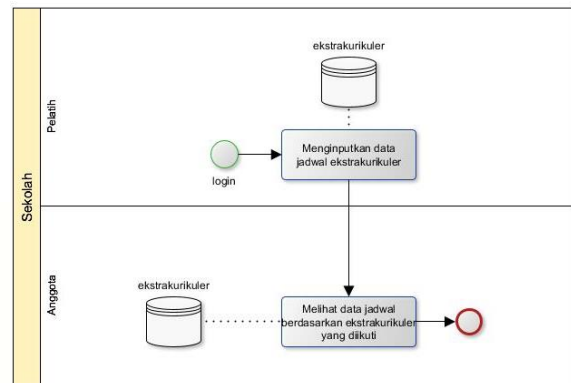 Sekolah
Pelatih
ekstrakurikuler
login
Menginputkan data
jadwal ekstrakurikuler
Anggota
ekstrakurikuler
Melihat data jadwal
berdasarkan ekstrakurikuler
yang diikuti